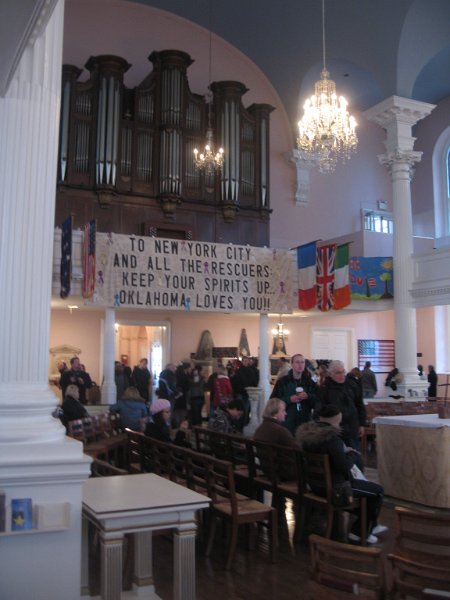 TO NEW YORK CITY
AND ALL THE RESCUERS:
KEEP YOUR SPIRITS UP...
OKLAHOMA LOVES YOU!!